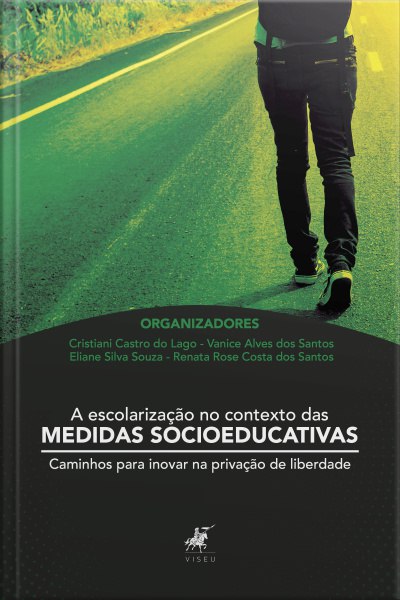 ORGANIZADORES
Cristiani Castro do Lago - Vanice Alves dos Santos
Eliane Silva Souza - Renata Rose Costa dos Santos
A escolarização no contexto das
MEDIDAS SOCIOEDUCATIVAS
Caminhos para inovar na privação de liberdade
VISEU